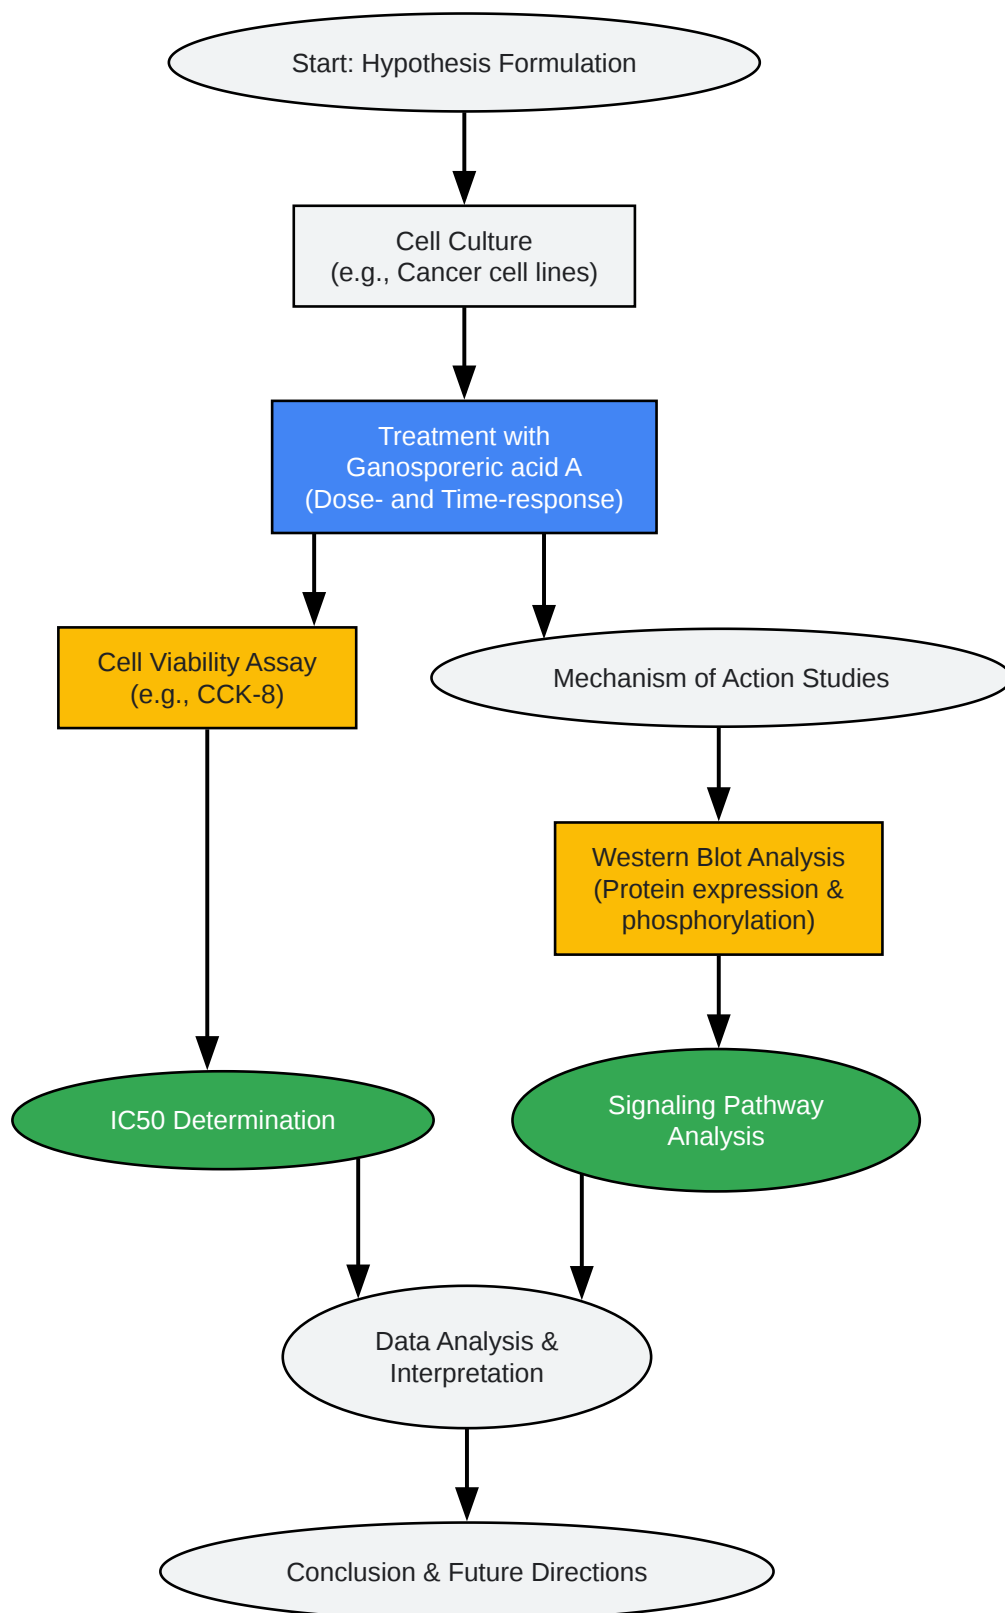 Start: Hypothesis Formulation
Cell Culture
(e.g., Cancer cell lines)
Treatment with
Ganosporeric acid A
(Dose- and Time-response)
Cell Viability Assay
(e.g., CCK-8)
Mechanism of Action Studies
Western Blot Analysis
(Protein expression &
phosphorylation)
IC50 Determination
Signaling Pathway
Analysis
Data Analysis &
Interpretation
Conclusion & Future Directions